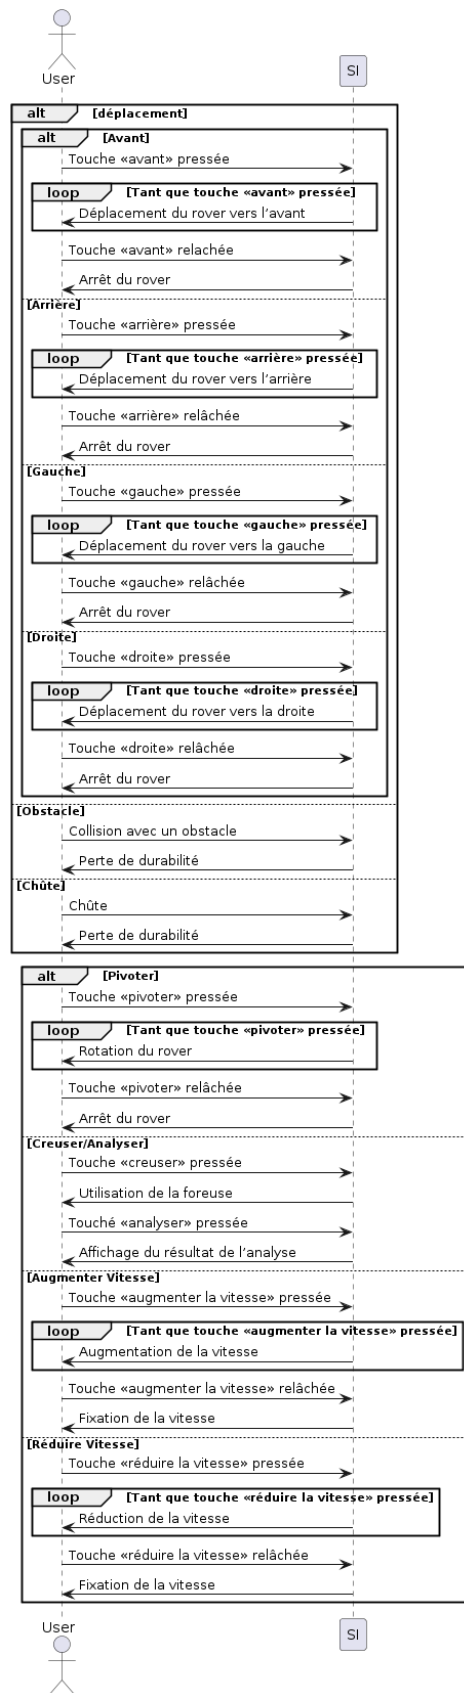 User
SI
alt [déplacement]
alt [Avant]
Touche «avant» pressée
loop [Tant que touche «avant» pressée]
Déplacement du rover vers l’avant
Touche «avant» relachée
Arrêt du rover
[Arrière]
Touche «arrière» pressée
loop [Tant que touche «arrière» pressée]
Déplacement du rover vers l’arrière
Touche «arrière» relâchée
Arrêt du rover
[Gauche]
Touche «gauche» pressée
loop [Tant que touche «gauche» pressée]
Déplacement du rover vers la gauche
Touche «gauche» relâchée
Arrêt du rover
[Droite]
Touche «droite» pressée
loop [Tant que touche «droite» pressée]
Déplacement du rover vers la droite
Touche «droite» relâchée
Arrêt du rover
[Obstacle]
Collision avec un obstacle
Perte de durabilité
[Chûte]
Chûte
Perte de durabilité
alt [Pivoter]
Touche «pivoter» pressée
loop [Tant que touche «pivoter» pressée]
Rotation du rover
Touche «pivoter» relâchée
Arrêt du rover
[Creuser/Analyser]
Touche «creuser» pressée
Utilisation de la foreuse
Touché «analyser» pressée
Affichage du résultat de l’analyse
[Augmenter Vitesse]
Touche «augmenter la vitesse» pressée
loop [Tant que touche «augmenter la vitesse» pressée]
Augmentation de la vitesse
Touche «augmenter la vitesse» relâchée
Fixation de la vitesse
[Réduire Vitesse]
Touche «réduire la vitesse» pressée
loop [Tant que touche «réduire la vitesse» pressée]
Réduction de la vitesse
Touche «réduire la vitesse» relâchée
Fixation de la vitesse
User
SI